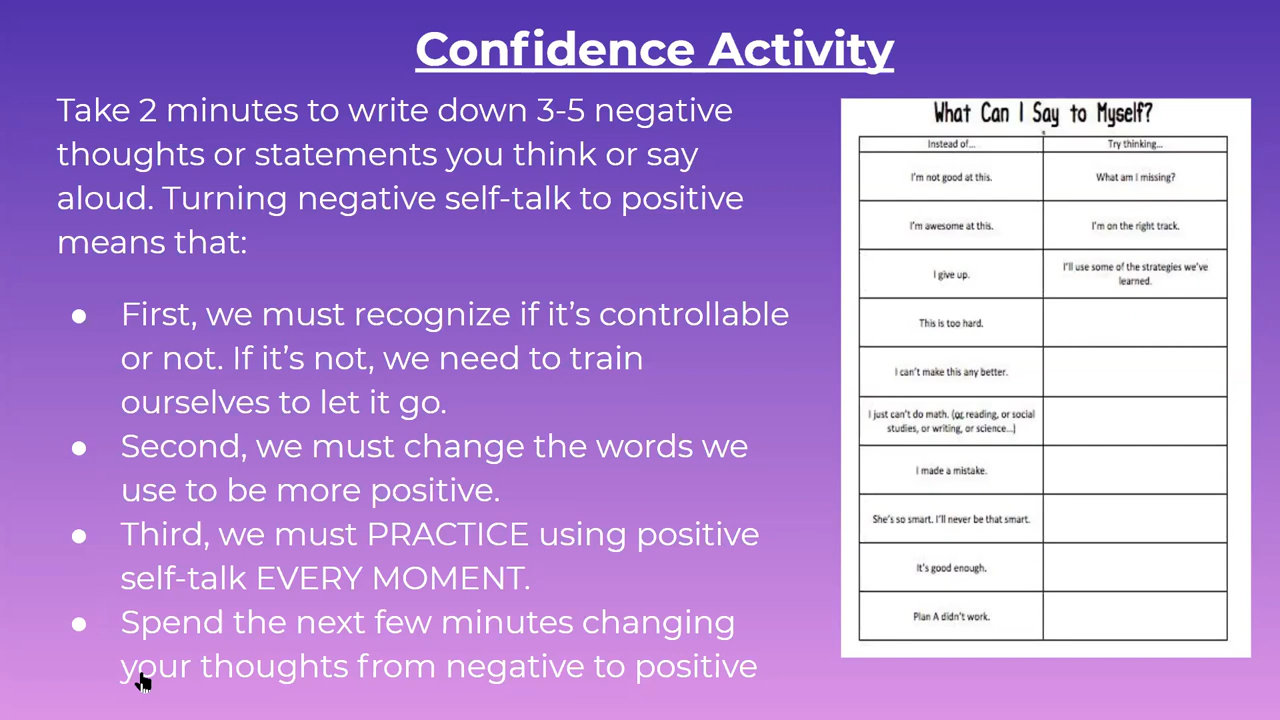 Confidence Activity
Take 2 minutes to write down 3-5 negative
thoughts or statements you think or say
aloud. Turning negative self-talk to positive
means that:
● First, we must recognize if it’s controllable
or not. If it’s not, we need to train
ourselves to let it go.
● Second, we must change the words we
use to be more positive.
● Third, we must PRACTICE using positive
self-talk EVERY MOMENT.
● Spend the next few minutes changing
your thoughts from negative to positive
What Can I Say to Myself?
Instead of... Try thinking...
I'm not good at this. What am I missing?
I'm awesome at this. I'm on the right track.
I give up. I'll use some of the strategies we've
learned.
This is too hard.
I can't make this any better.
I just can't do math. (or reading, or social
studies, or writing, or science...)
I made a mistake.
She's so smart. I'll never be that smart.
It's good enough.
Plan A didn't work.